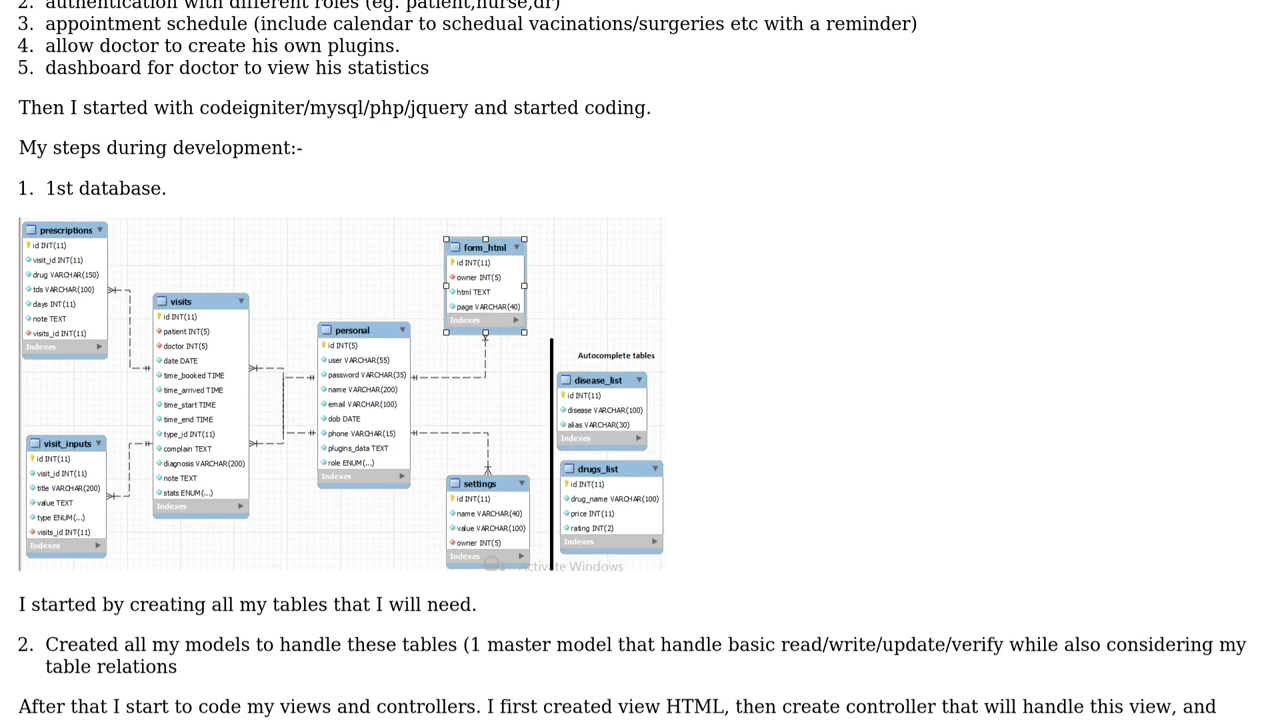 2. authentication with different roles (eg. patient,nurse,dr)
3. appointment schedule (include calendar to schedual vacinations/surgeries etc with a reminder)
4. allow doctor to create his own plugins.
5. dashboard for doctor to view his statistics
Then I started with codeigniter/mysql/php/jquery and started coding.
My steps during development:-
1. 1st database.
prescriptions
id INT(11)
visit_id INT(11)
drug VARCHAR(150)
tds VARCHAR(100)
days INT(11)
note TEXT
visits_id INT(11)
Indexes
visit_inputs
id INT(11)
visit_id INT(11)
title VARCHAR(200)
value TEXT
type ENUM(...)
visits_id INT(11)
Indexes
visits
id INT(11)
patient INT(5)
doctor INT(5)
date DATE
time_booked TIME
time_arrived TIME
time_start TIME
time_end TIME
type_id INT(11)
complain TEXT
diagnosis VARCHAR(200)
note TEXT
stats ENUM(...)
Indexes
personal
id INT(5)
user VARCHAR(55)
password VARCHAR(35)
name VARCHAR(200)
email VARCHAR(100)
dob DATE
phone VARCHAR(15)
plugins_data TEXT
role ENUM(...)
Indexes
form_html
id INT(11)
owner INT(5)
html TEXT
page VARCHAR(40)
Indexes
settings
id INT(11)
name VARCHAR(40)
value VARCHAR(100)
owner INT(5)
Indexes
Autocomplete tables
disease_list
id INT(11)
disease VARCHAR(100)
alias VARCHAR(30)
Indexes
drugs_list
id INT(11)
drug_name VARCHAR(100)
price INT(11)
rating INT(2)
Indexes
Activate Windows
I started by creating all my tables that I will need.
2. Created all my models to handle these tables (1 master model that handle basic read/write/update/verify while also considering my
table relations
After that I start to code my views and controllers. I first created view HTML, then create controller that will handle this view, and